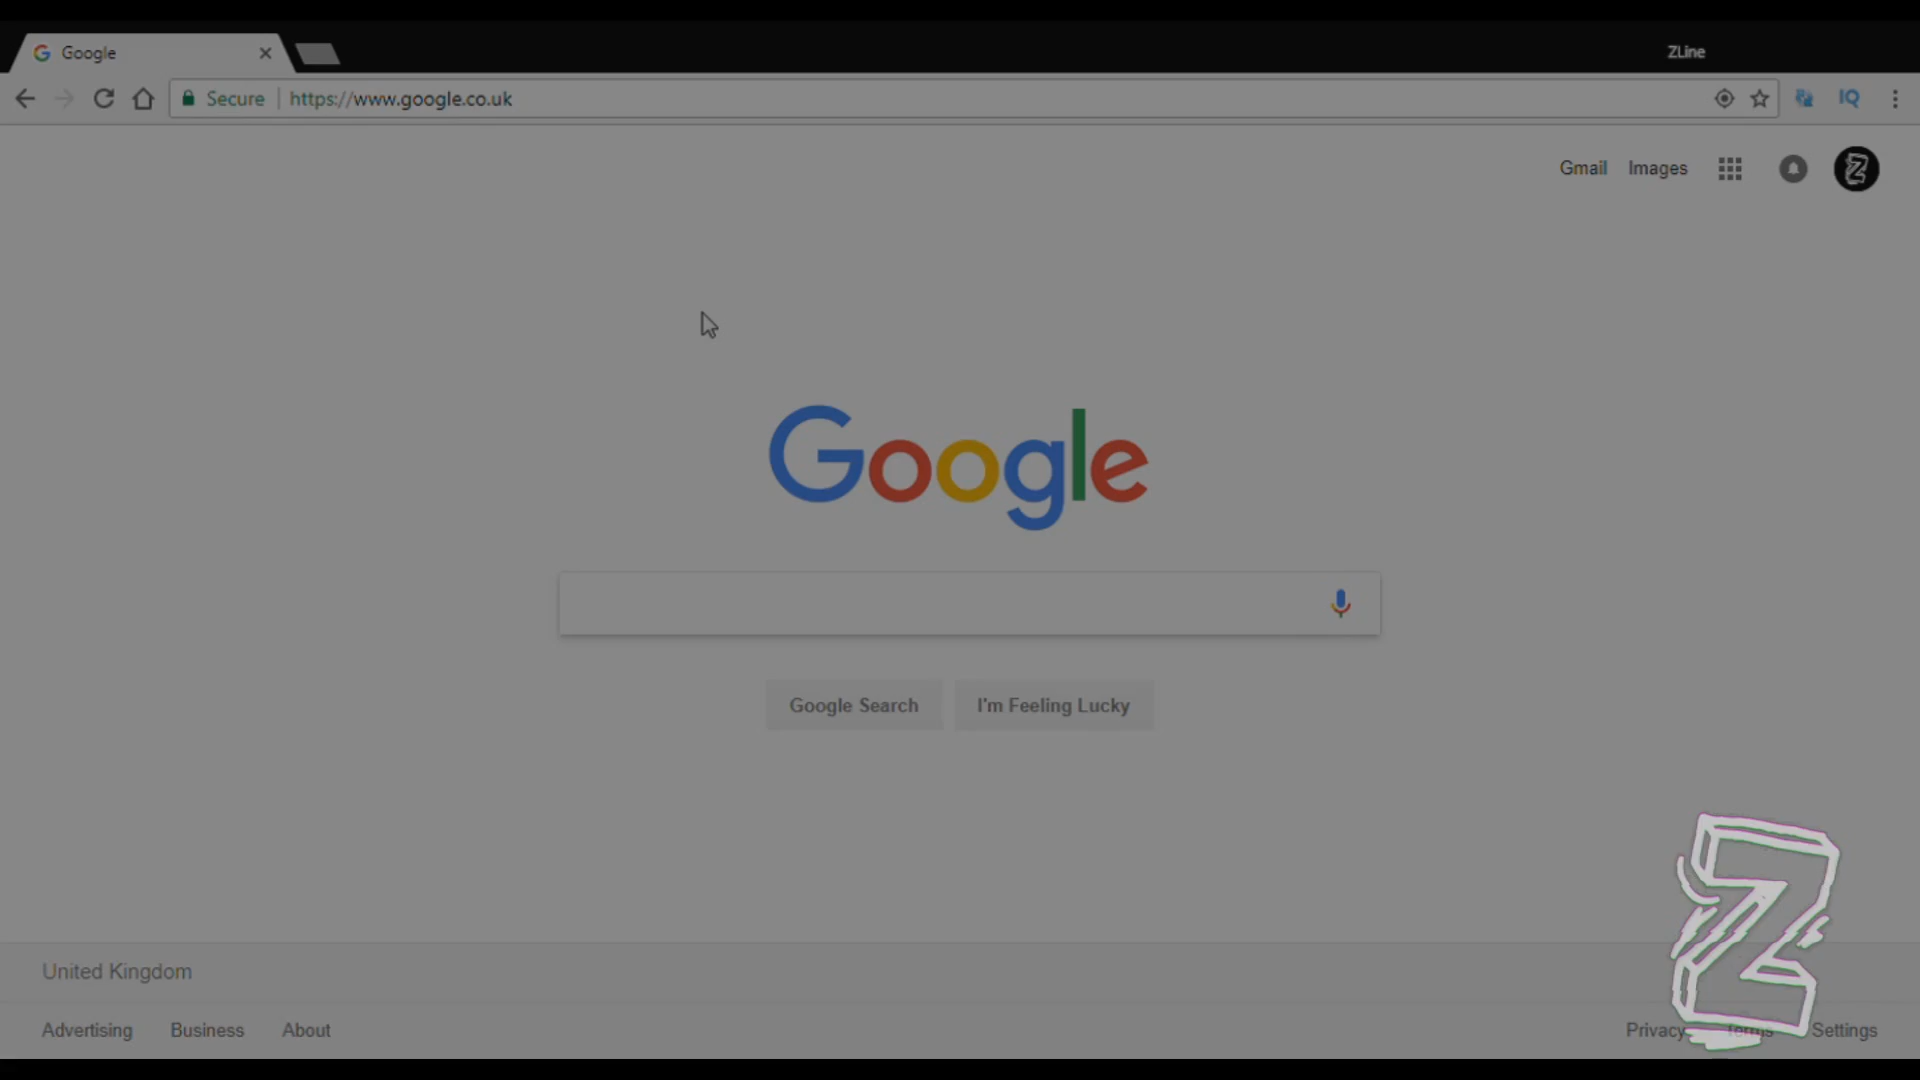 Google
ZLine
Secure https://www.google.co.uk
IQ
Gmail Images
Z
Google
Google Search I'm Feeling Lucky
Z
United Kingdom
Advertising Business About Privacy Terms Settings